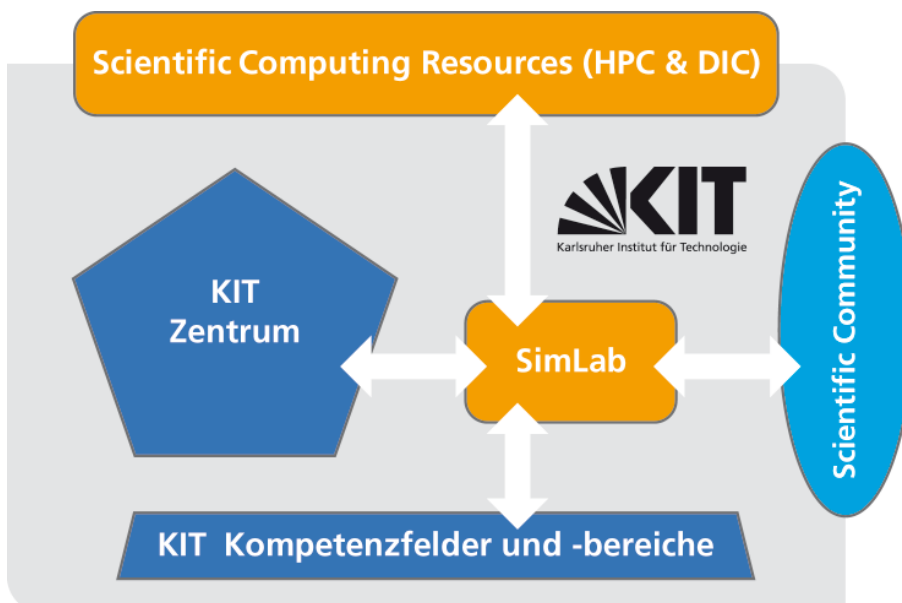 Scientific Computing Resources (HPC & DIC)
KIT
Karlsruher Institut für Technologie
KIT
Zentrum
SimLab
Scientific Community
KIT Kompetenzfelder und -bereiche